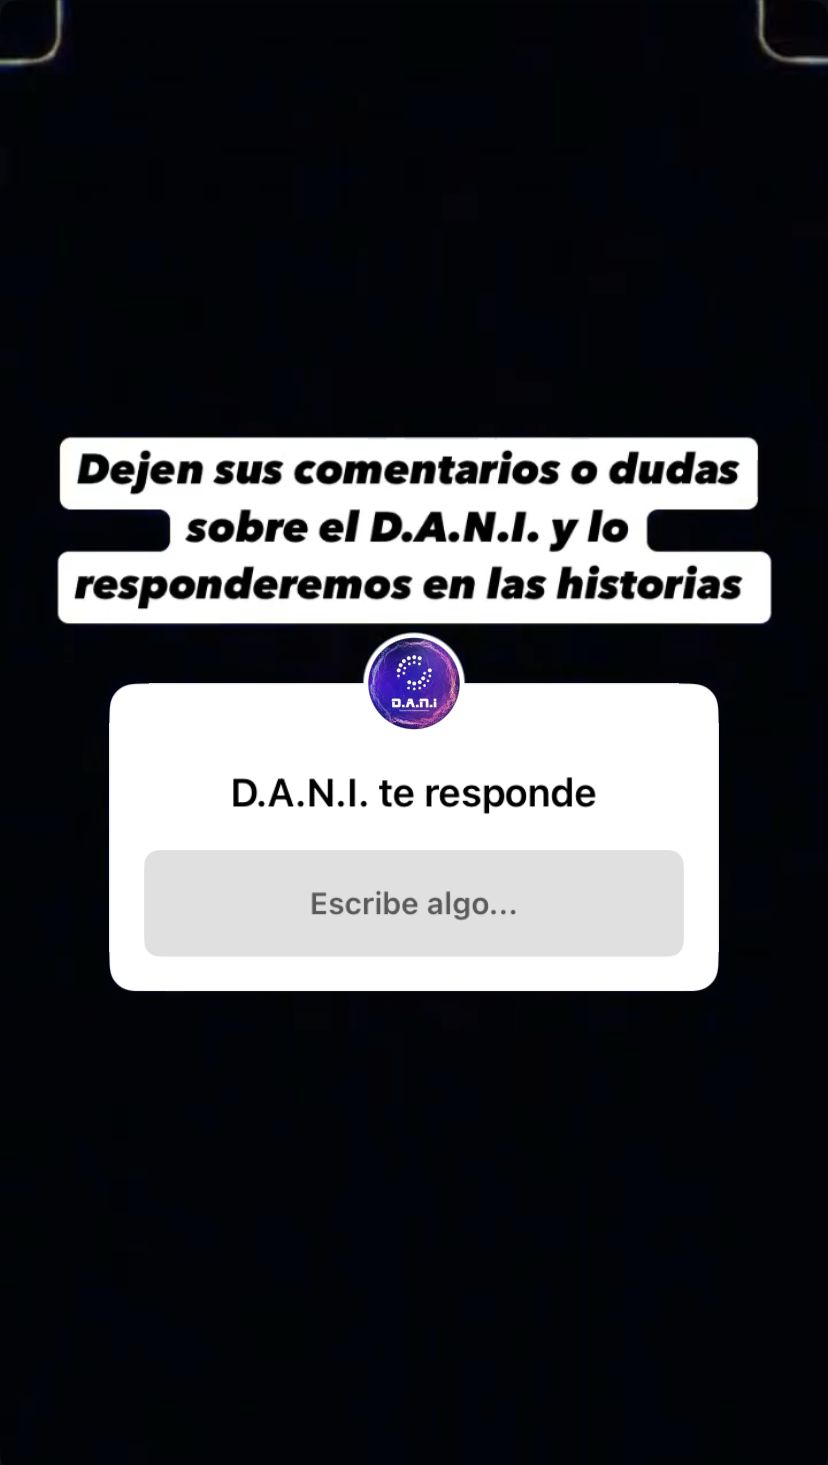 Dejen sus comentarios o dudas
sobre el D.A.N.I. y lo
responderemos en las historias
D.A.N.i
D.A.N.I. te responde
Escribe algo...